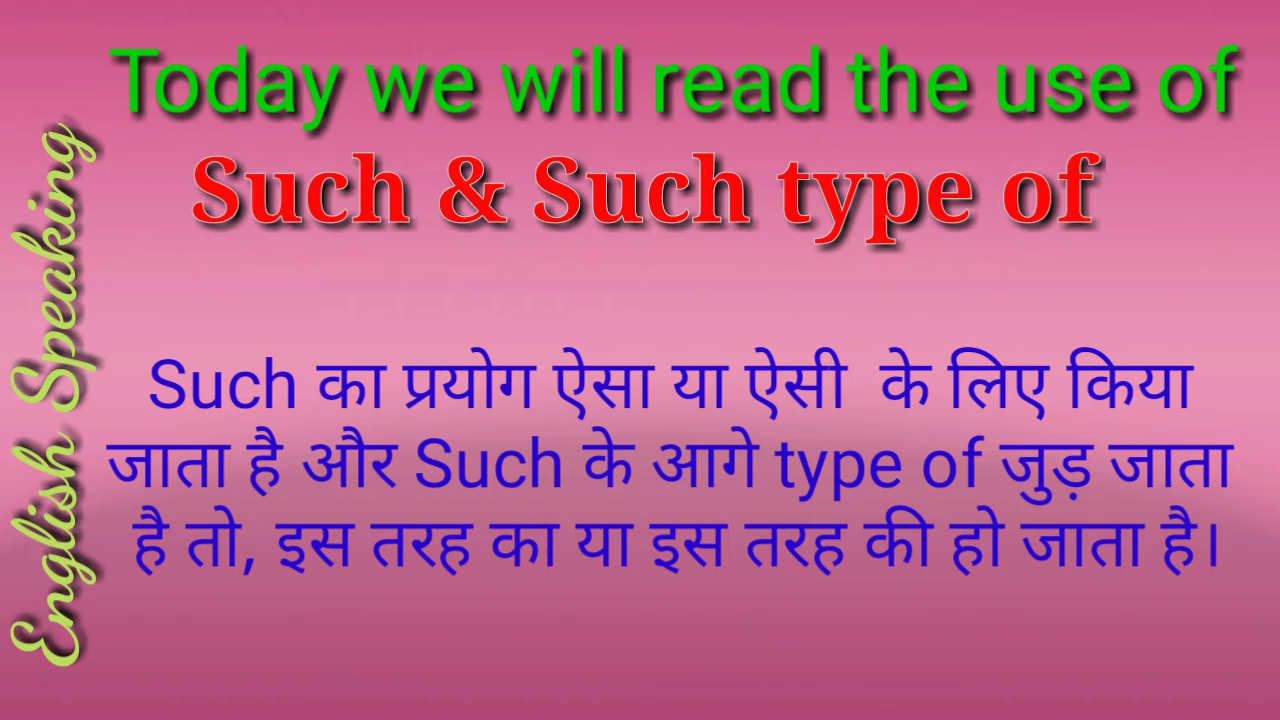 Today we will read the use of
Such & Such type of
Such का प्रयोग ऐसा या ऐसी के लिए किया
जाता है और Such के आगे type of जुड़ जाता
है तो, इस तरह का या इस तरह की हो जाता है।
English Speaking